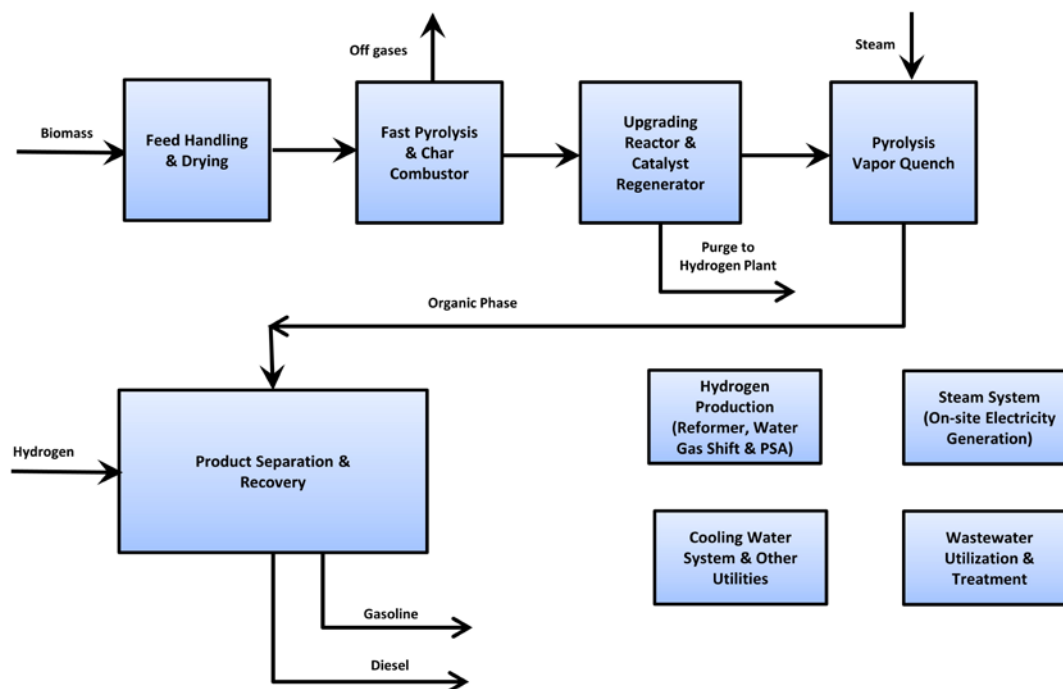 Off gases
Steam
Biomass
Feed Handling
& Drying
Fast Pyrolysis
& Char
Combustor
Upgrading
Reactor &
Catalyst
Regenerator
Pyrolysis
Vapor Quench
Purge to
Hydrogen Plant
Organic Phase
Hydrogen
Product Separation &
Recovery
Hydrogen
Production
(Reformer, Water
Gas Shift & PSA)
Steam System
(On-site Electricity
Generation)
Cooling Water
System & Other
Utilities
Wastewater
Utilization &
Treatment
Gasoline
Diesel